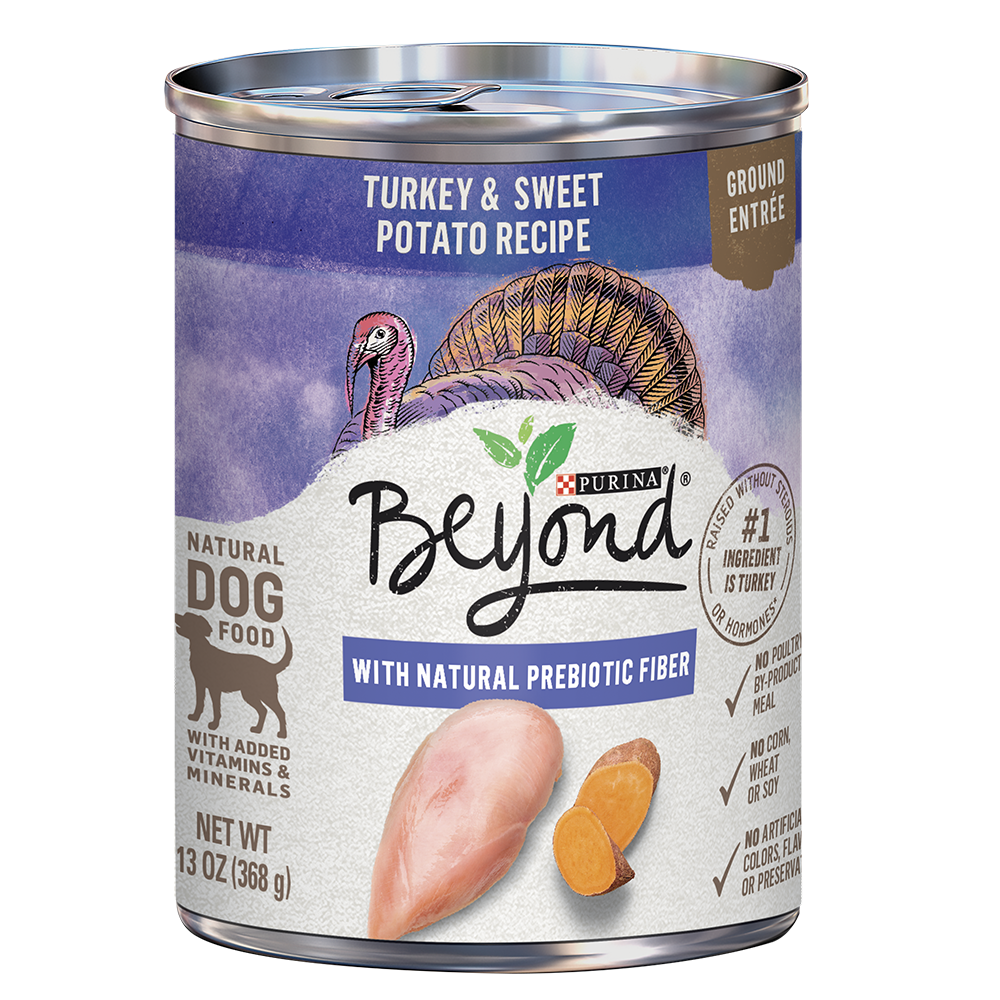 TURKEY & SWEET
POTATO RECIPE
GROUND
ENTRÉE
PURINA®
Beyond®
WITH NATURAL PREBIOTIC FIBER
NATURAL
DOG
FOOD
WITH ADDED
VITAMINS &
MINERALS
NET WT
13 OZ (368 g)
RAISED WITHOUT STEROIDS
#1
INGREDIENT
IS TURKEY
OR HORMONES
NO POULTRY
BY-PRODUCT
MEAL
NO CORN,
WHEAT
OR SOY
NO
COLORS,
OR